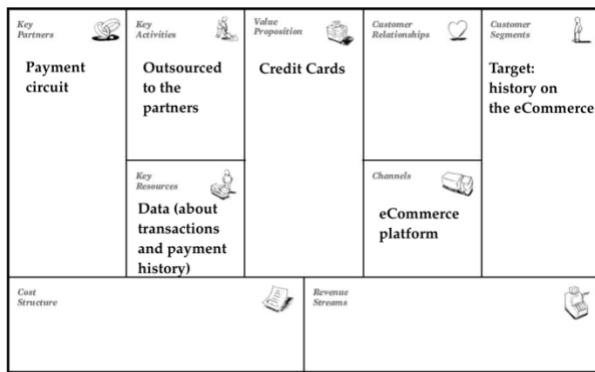 Key
Partners
Payment
circuit
Key
Activities
Outsourced
to the
partners
Key
Resources
Data (about
transactions
and payment
history)
Value
Proposition
Credit Cards
Customer
Relationships
Channels
eCommerce
platform
Customer
Segments
Target:
history on
the eCommerce
Cost
Structure
Revenue
Streams